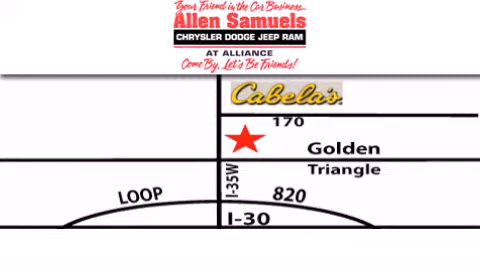 Your Friend in the Car Business
Allen Samuels
CHRYSLER DODGE JEEP RAM
AT ALLIANCE
Come By, Let's Be Friends!
Cabela's
170
Golden
Triangle
I-35W
LOOP 820
I-30